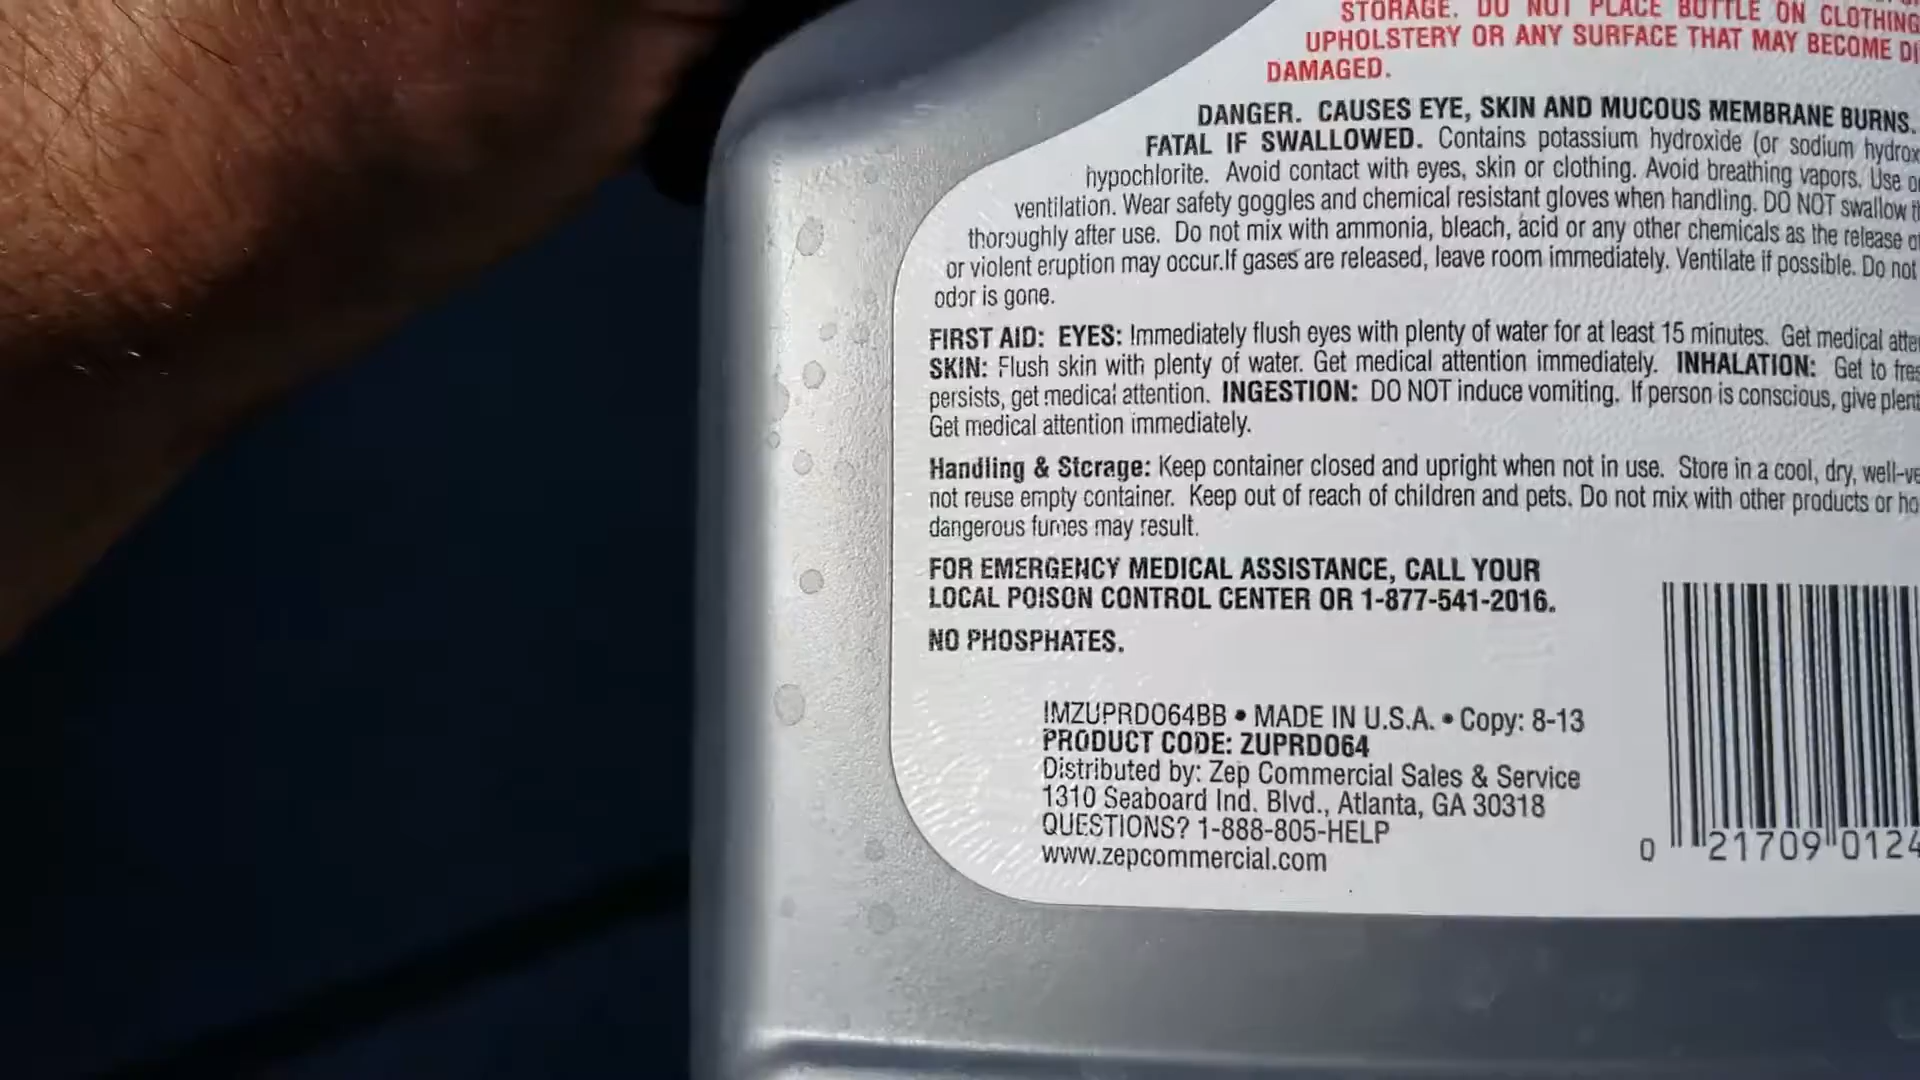 STORAGE. DO NOT PLACE BOTTLE ON CLOTHING
UPHOLSTERY OR ANY SURFACE THAT MAY BECOME
DAMAGED.
DANGER. CAUSES EYE, SKIN AND MUCOUS MEMBRANE BURNS.
FATAL IF SWALLOWED. Contains potassium hydroxide (or sodium
hypochlorite. Avoid contact with eyes, skin or clothing. Avoid breathing vapors. Use
ventilation. Wear safety goggles and chemical resistant gloves when handling. DO NOT swallow
thoroughly after use. Do not mix with ammonia, bleach, acid or any other chemicals as the release
or violent eruption may occur.If gases are released, leave room immediately. Ventilate if possible. Do not
odor is gone.
FIRST AID: EYES: Immediately flush eyes with plenty of water for at least 15 minutes. Get medical
SKIN: Flush skin with plenty of water. Get medical attention immediately. INHALATION: Get to
persists, get medical attention. INGESTION: DO NOT induce vomiting. If person is conscious, give
Get medical attention immediately.
Handling & Storage: Keep container closed and upright when not in use. Store in a cool, dry,
not reuse empty container. Keep out of reach of children and pets. Do not mix with other products or
dangerous fumes may result.
FOR EMERGENCY MEDICAL ASSISTANCE, CALL YOUR
LOCAL POISON CONTROL CENTER OR 1-877-541-2016.
NO PHOSPHATES.
IMZUPRDO64BB • MADE IN U.S.A. • Copy: 8-13
PRODUCT CODE: ZUPRDO64
Distributed by: Zep Commercial Sales & Service
1310 Seaboard Ind. Blvd., Atlanta, GA 30318
QUESTIONS? 1-888-805-HELP
www.zepcommercial.com
0 21709 0124